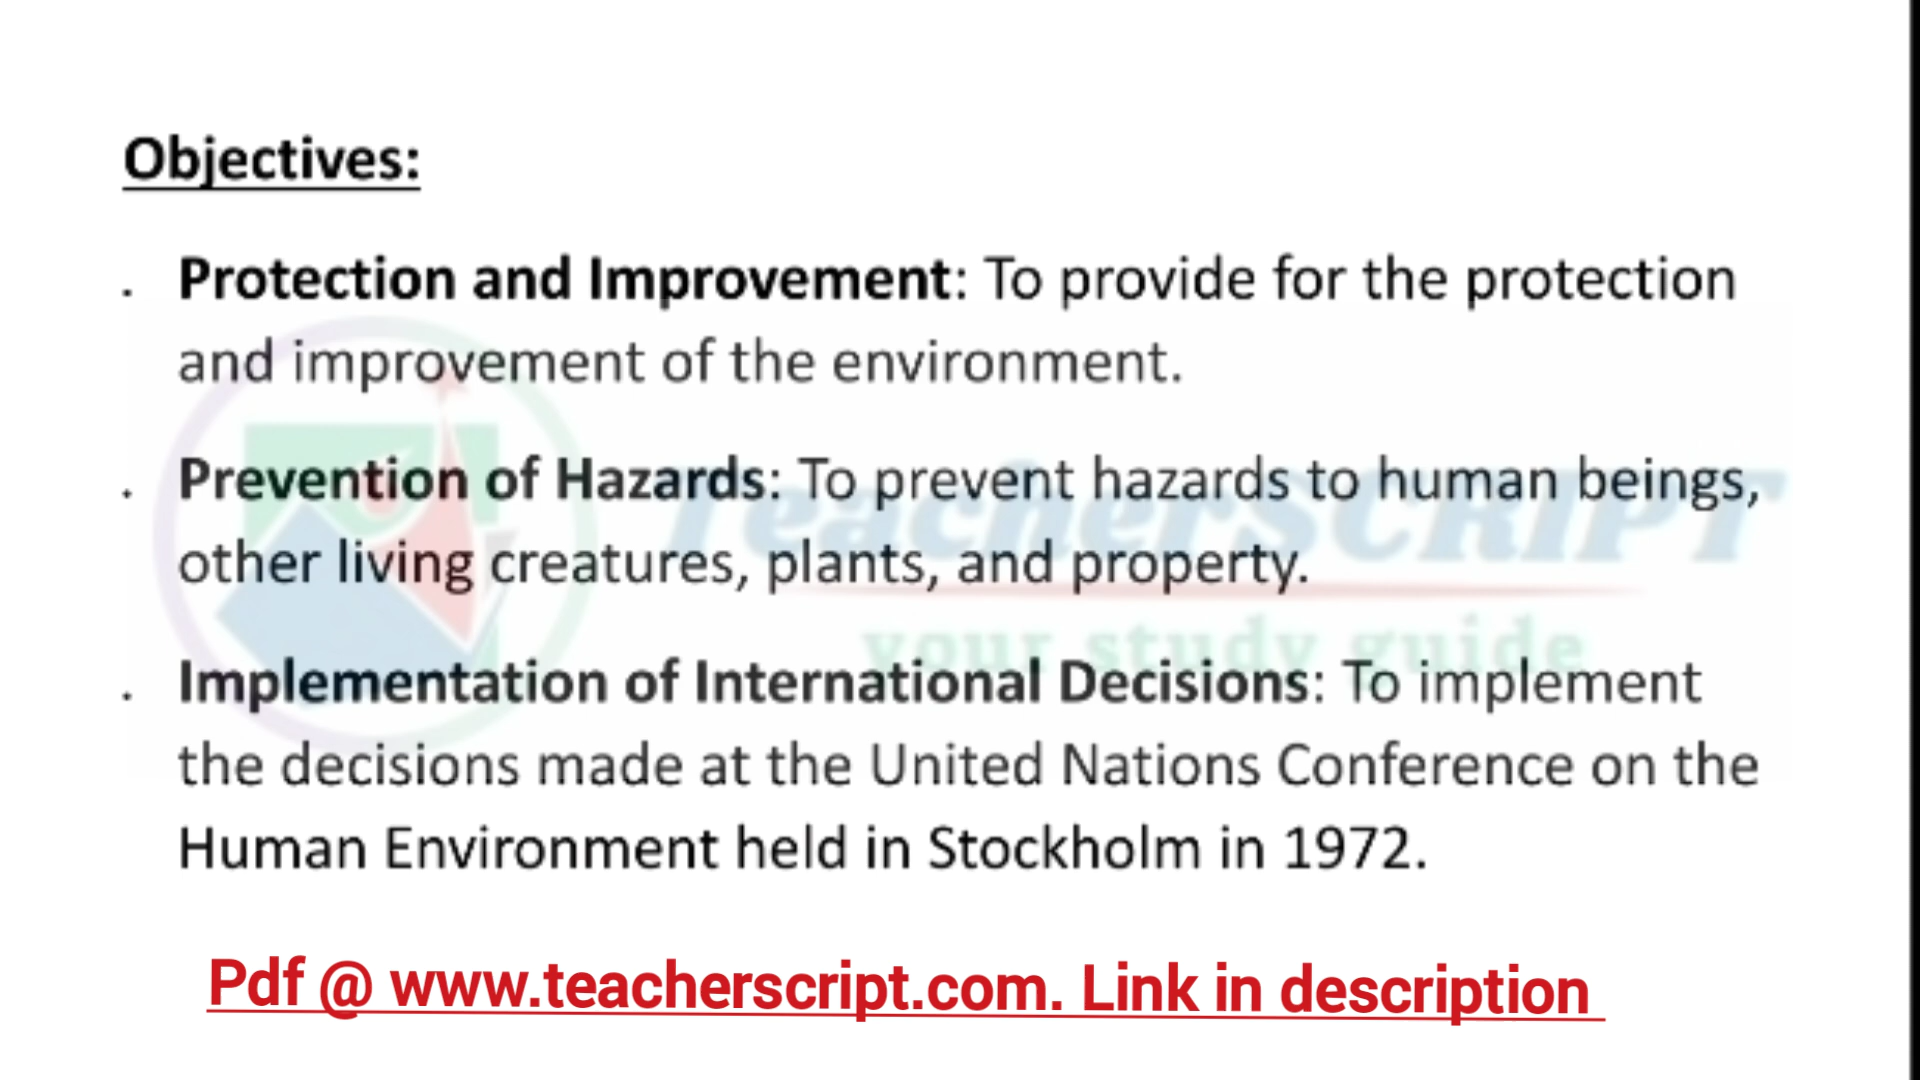 Objectives:
. Protection and Improvement: To provide for the protection
and improvement of the environment.
. Prevention of Hazards: To prevent hazards to human beings,
other living creatures, plants, and property.
. Implementation of International Decisions: To implement
the decisions made at the United Nations Conference on the
Human Environment held in Stockholm in 1972.
TeacherSCRIPT
your study guide
Pdf @ www.teacherscript.com. Link in description